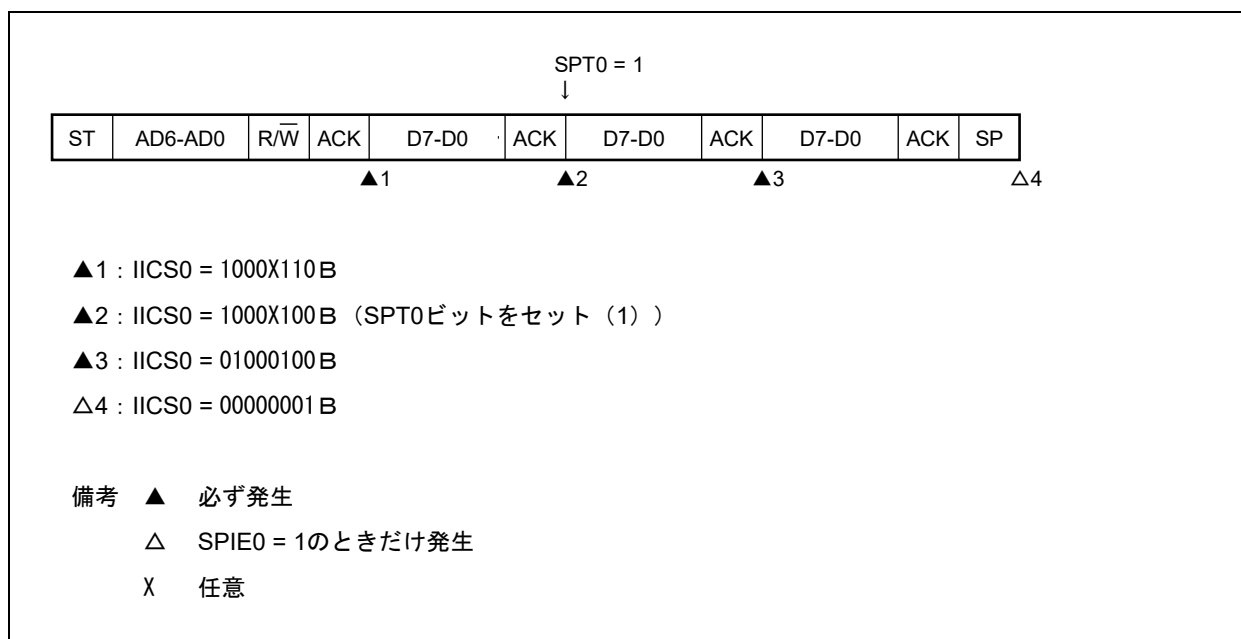 SPT0 = 1
↓
ST AD6-AD0 R/W̅ ACK D7-D0 ACK D7-D0 ACK D7-D0 ACK SP
▲1 ▲2 ▲3 △4
▲1：IICS0 = 1000X110B
▲2：IICS0 = 1000X100B（SPT0ビットをセット（1））
▲3：IICS0 = 01000100B
△4：IICS0 = 00000001B
備考 ▲ 必ず発生
△ SPIE0 = 1のときだけ発生
X 任意